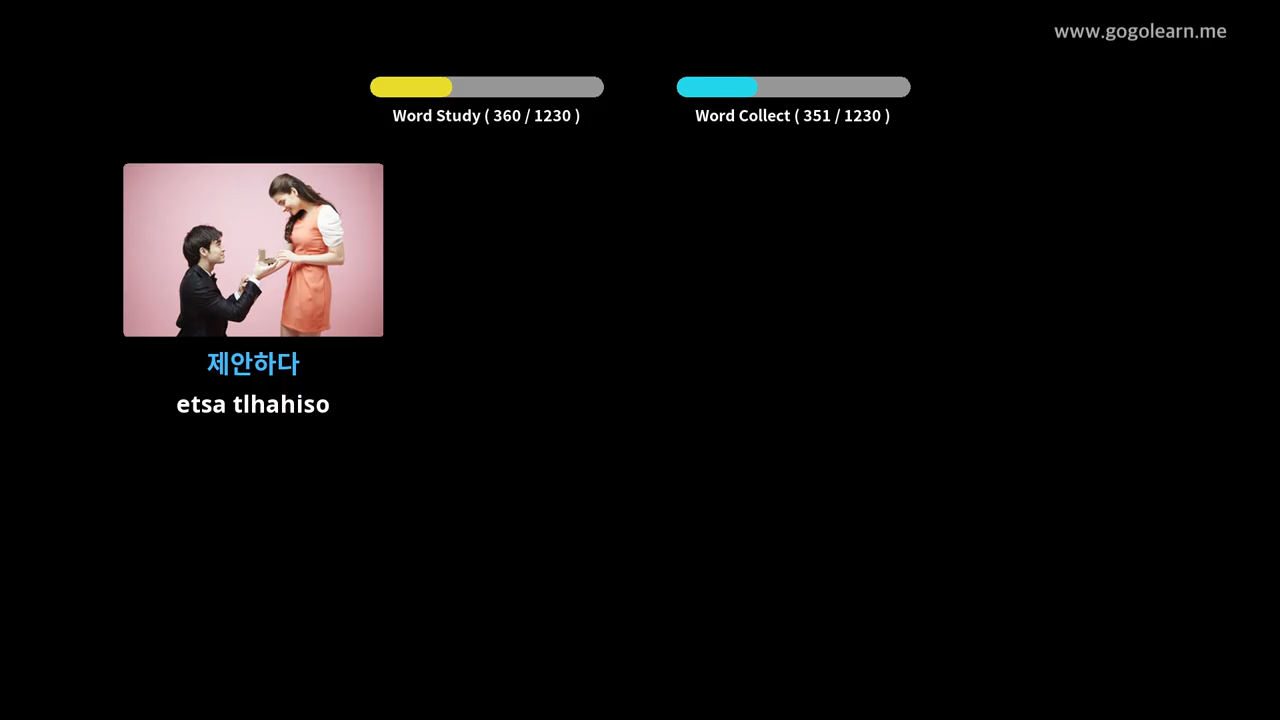 www.gogolearn.me
Word Study ( 360 / 1230 )
Word Collect ( 351 / 1230 )
제안하다
etsa tlhahiso